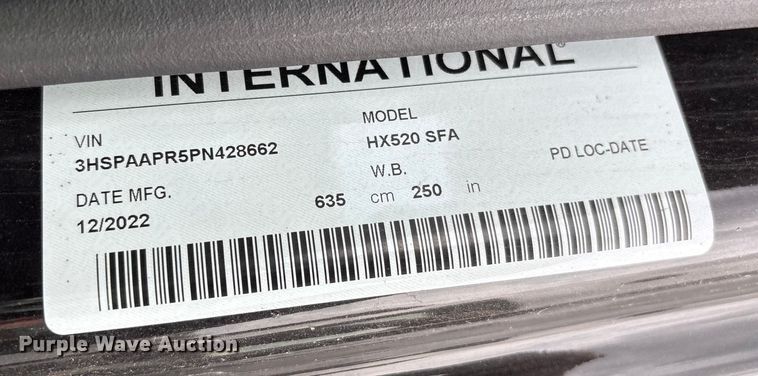 INTERNATIONAL®
VIN
3HSPAAPR5PN428662
MODEL
HX520 SFA
DATE MFG.
12/2022
W.B.
635 cm 250 in
PD LOC-DATE
Purple Wave Auction